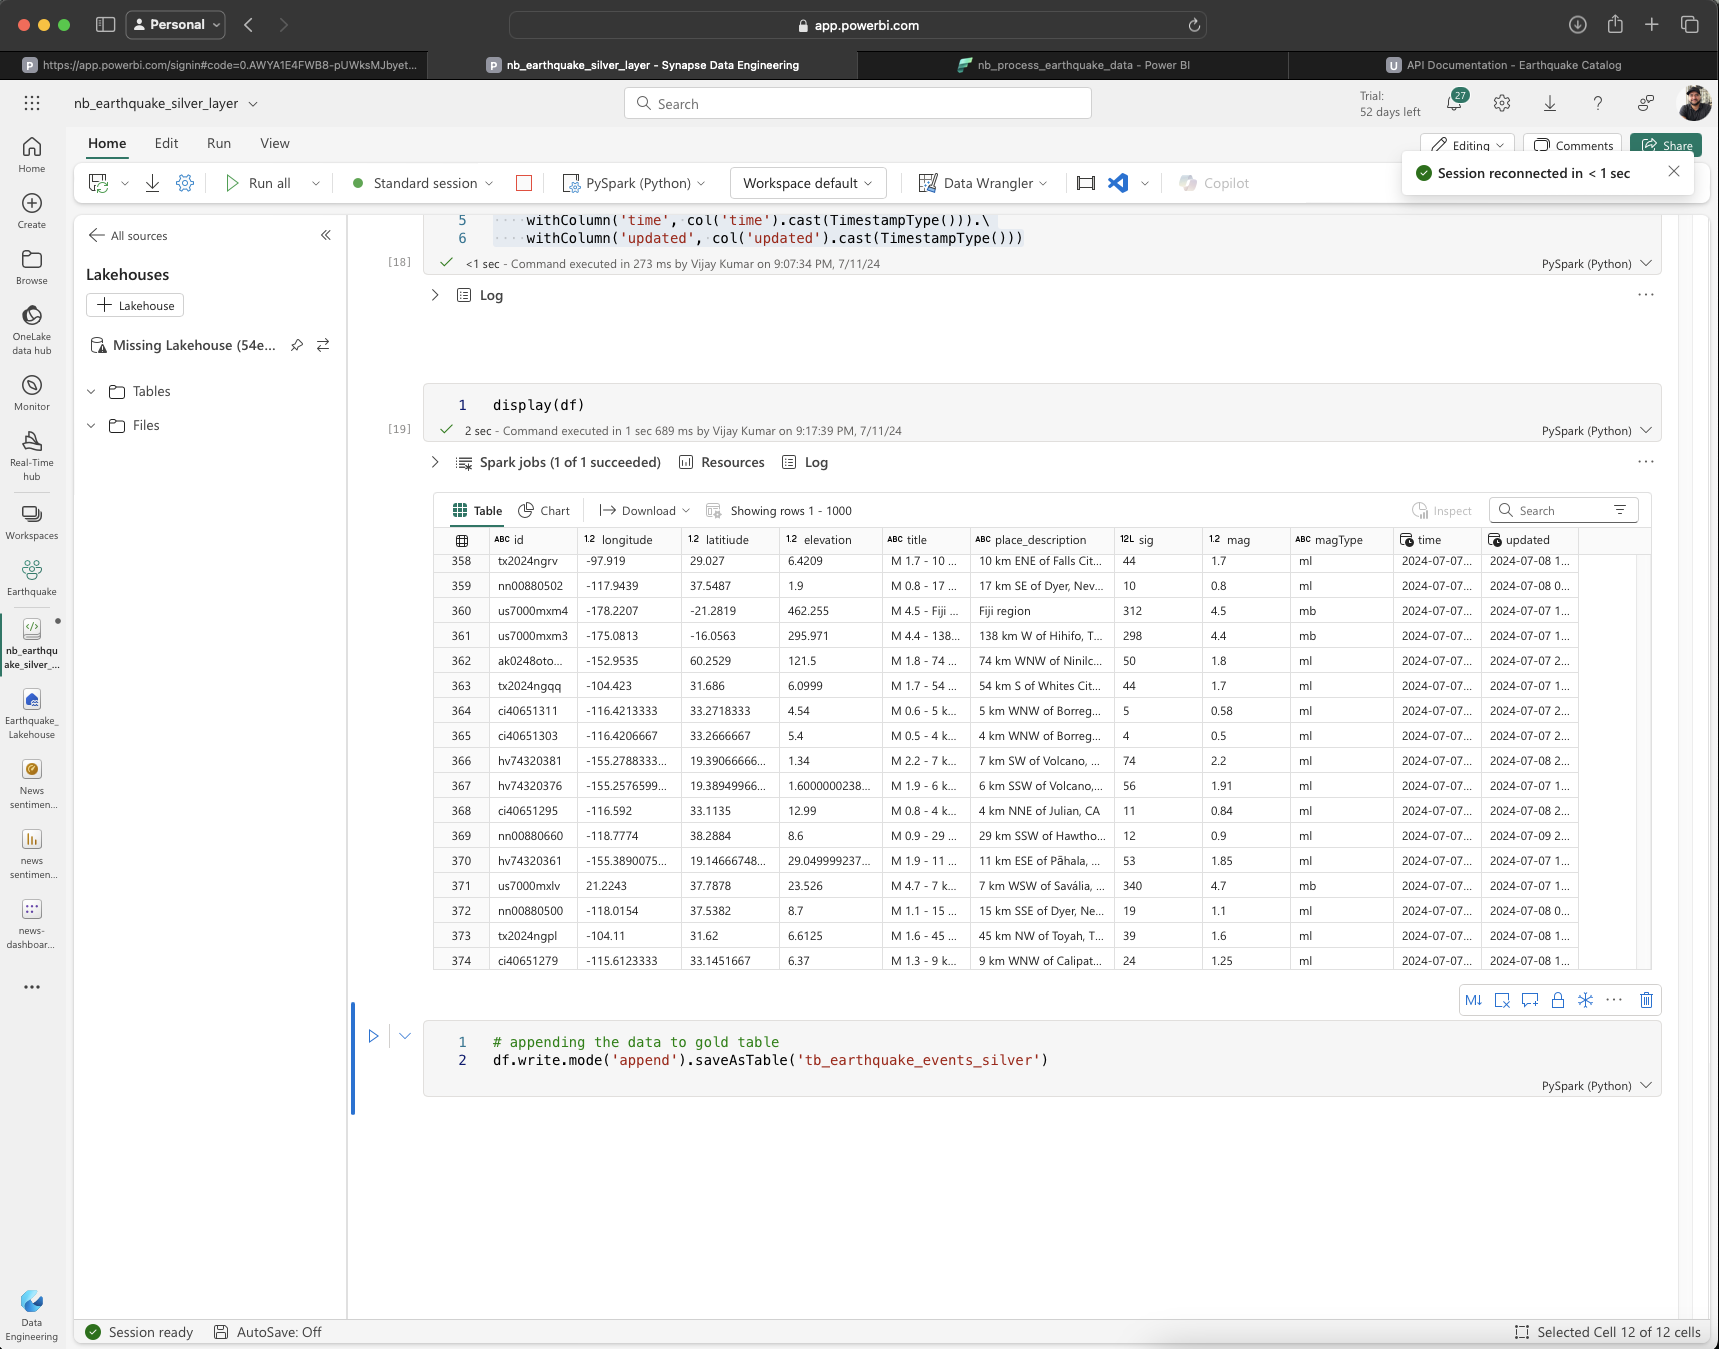 Personal
app.powerbi.com
https://app.powerbi.com/signin#code=0.AWYA1E4FWB8-pUWksMJbyet...
nb_earthquake_silver_layer - Synapse Data Engineering
nb_process_earthquake_data - Power BI
API Documentation - Earthquake Catalog
nb_earthquake_silver_layer
Search
Trial:
52 days left
27
Home
Edit
Run
View
Editing
Comments
Share
Run all
Standard session
PySpark (Python)
Workspace default
Data Wrangler
Copilot
Session reconnected in < 1 sec
Home
Create
Browse
OneLake
data hub
Monitor
Real-Time
hub
Workspaces
Earthquake
nb_earthqu
ake_silver_...
Earthquake_
Lakehouse
News
sentimen...
news
sentimen...
news-
dashboar...
Data
Engineering
All sources
Lakehouses
Lakehouse
Missing Lakehouse (54e...
Tables
Files
5 ····withColumn('time',·col('time').cast(TimestampType())).\
6 ····withColumn('updated',·col('updated').cast(TimestampType()))
[18] <1 sec - Command executed in 273 ms by Vijay Kumar on 9:07:34 PM, 7/11/24 PySpark (Python)
Log
1 display(df)
[19] 2 sec - Command executed in 1 sec 689 ms by Vijay Kumar on 9:17:39 PM, 7/11/24 PySpark (Python)
Spark jobs (1 of 1 succeeded) Resources Log
Table Chart Download Showing rows 1 - 1000 Inspect Search
ABC id 1.2 longitude 1.2 latitiude 1.2 elevation ABC title ABC place_description 12L sig 1.2 mag ABC magType time updated
358 tx2024ngrv -97.919 29.027 6.4209 M 1.7 - 10 ... 10 km ENE of Falls Cit... 44 1.7 ml 2024-07-07... 2024-07-08 1...
359 nn00880502 -117.9439 37.5487 1.9 M 0.8 - 17 ... 17 km SE of Dyer, Nev... 10 0.8 ml 2024-07-07... 2024-07-08 0...
360 us7000mxm4 -178.2207 -21.2819 462.255 M 4.5 - Fiji ... Fiji region 312 4.5 mb 2024-07-07... 2024-07-07 1...
361 us7000mxm3 -175.0813 -16.0563 295.971 M 4.4 - 138... 138 km W of Hihifo, T... 298 4.4 mb 2024-07-07... 2024-07-07 1...
362 ak0248oto... -152.9535 60.2529 121.5 M 1.8 - 74 ... 74 km WNW of Ninilc... 50 1.8 ml 2024-07-07... 2024-07-07 2...
363 tx2024ngqq -104.423 31.686 6.0999 M 1.7 - 54 ... 54 km S of Whites Cit... 44 1.7 ml 2024-07-07... 2024-07-07 1...
364 ci40651311 -116.4213333 33.2718333 4.54 M 0.6 - 5 k... 5 km WNW of Borreg... 5 0.58 ml 2024-07-07... 2024-07-07 2...
365 ci40651303 -116.4206667 33.2666667 5.4 M 0.5 - 4 k... 4 km WNW of Borreg... 4 0.5 ml 2024-07-07... 2024-07-07 2...
366 hv74320381 -155.2788333... 19.39066666... 1.34 M 2.2 - 7 k... 7 km SW of Volcano, ... 74 2.2 ml 2024-07-07... 2024-07-08 2...
367 hv74320376 -155.2576599... 19.38949966... 1.6000000238... M 1.9 - 6 k... 6 km SSW of Volcano,... 56 1.91 ml 2024-07-07... 2024-07-07 1...
368 ci40651295 -116.592 33.1135 12.99 M 0.8 - 4 k... 4 km NNE of Julian, CA 11 0.84 ml 2024-07-07... 2024-07-08 2...
369 nn00880660 -118.7774 38.2884 8.6 M 0.9 - 29 ... 29 km SSW of Hawtho... 12 0.9 ml 2024-07-07... 2024-07-09 2...
370 hv74320361 -155.3890075... 19.14666748... 29.049999237... M 1.9 - 11 ... 11 km ESE of Pāhala, ... 53 1.85 ml 2024-07-07... 2024-07-07 1...
371 us7000mxlv 21.2243 37.7878 23.526 M 4.7 - 7 k... 7 km WSW of Savália, ... 340 4.7 mb 2024-07-07... 2024-07-07 1...
372 nn00880500 -118.0154 37.5382 8.7 M 1.1 - 15 ... 15 km SSE of Dyer, Ne... 19 1.1 ml 2024-07-07... 2024-07-08 0...
373 tx2024ngpl -104.11 31.62 6.6125 M 1.6 - 45 ... 45 km NW of Toyah, T... 39 1.6 ml 2024-07-07... 2024-07-08 1...
374 ci40651279 -115.6123333 33.1451667 6.37 M 1.3 - 9 k... 9 km WNW of Calipat... 24 1.25 ml 2024-07-07... 2024-07-08 1...
M↓
1 # appending the data to gold table
2 df.write.mode('append').saveAsTable('tb_earthquake_events_silver')
PySpark (Python)
Session ready
AutoSave: Off
Selected Cell 12 of 12 cells